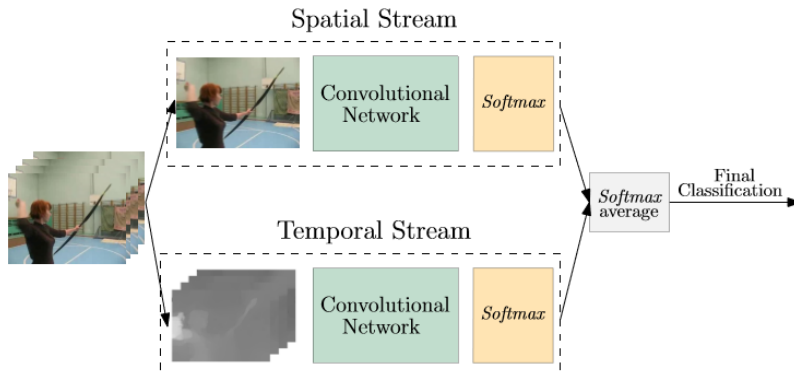 Spatial Stream
Convolutional
Network
Softmax
Temporal Stream
Convolutional
Network
Softmax
Softmax
average
Final
Classification